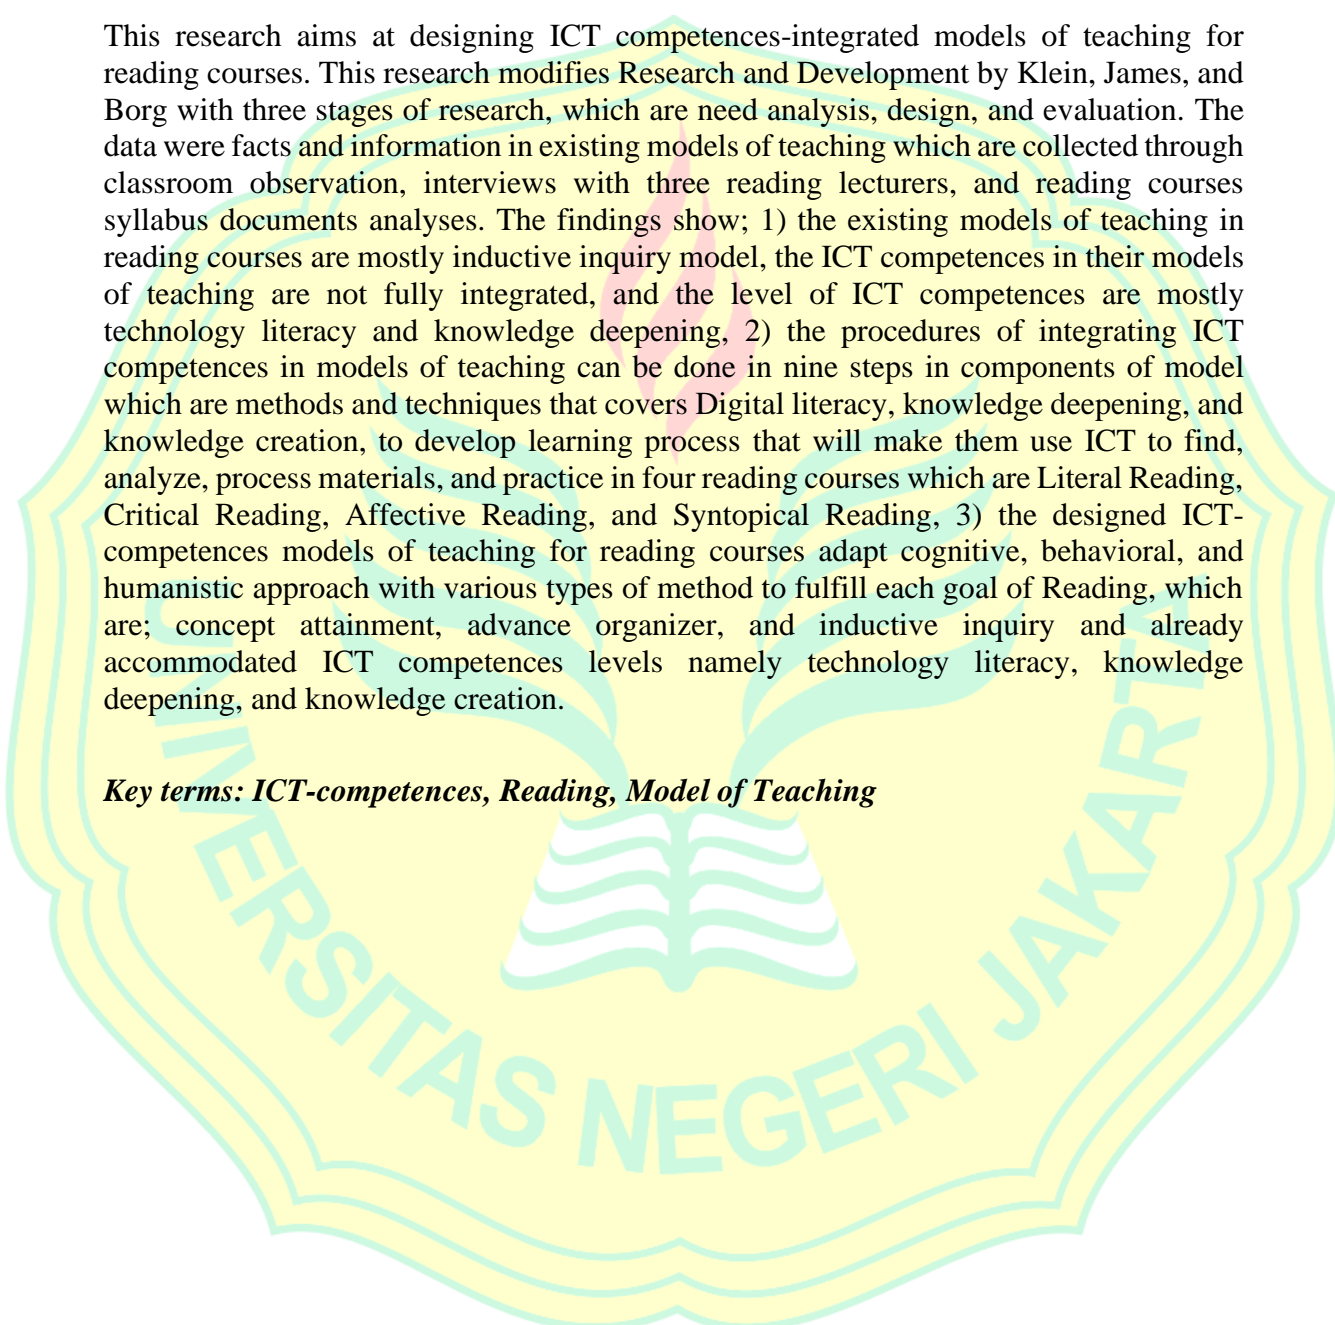 This research aims at designing ICT competences-integrated models of teaching for
reading courses. This research modifies Research and Development by Klein, James, and
Borg with three stages of research, which are need analysis, design, and evaluation. The
data were facts and information in existing models of teaching which are collected through
classroom observation, interviews with three reading lecturers, and reading courses
syllabus documents analyses. The findings show; 1) the existing models of teaching in
reading courses are mostly inductive inquiry model, the ICT competences in their models
of teaching are not fully integrated, and the level of ICT competences are mostly
technology literacy and knowledge deepening, 2) the procedures of integrating ICT
competences in models of teaching can be done in nine steps in components of model
which are methods and techniques that covers Digital literacy, knowledge deepening, and
knowledge creation, to develop learning process that will make them use ICT to find,
analyze, process materials, and practice in four reading courses which are Literal Reading,
Critical Reading, Affective Reading, and Syntopical Reading, 3) the designed ICT-
competences models of teaching for reading courses adapt cognitive, behavioral, and
humanistic approach with various types of method to fulfill each goal of Reading, which
are; concept attainment, advance organizer, and inductive inquiry and already
accommodated ICT competences levels namely technology literacy, knowledge
deepening, and knowledge creation.
Key terms: ICT-competences, Reading, Model of Teaching
UNIVERSITAS NEGERI JAKARTA